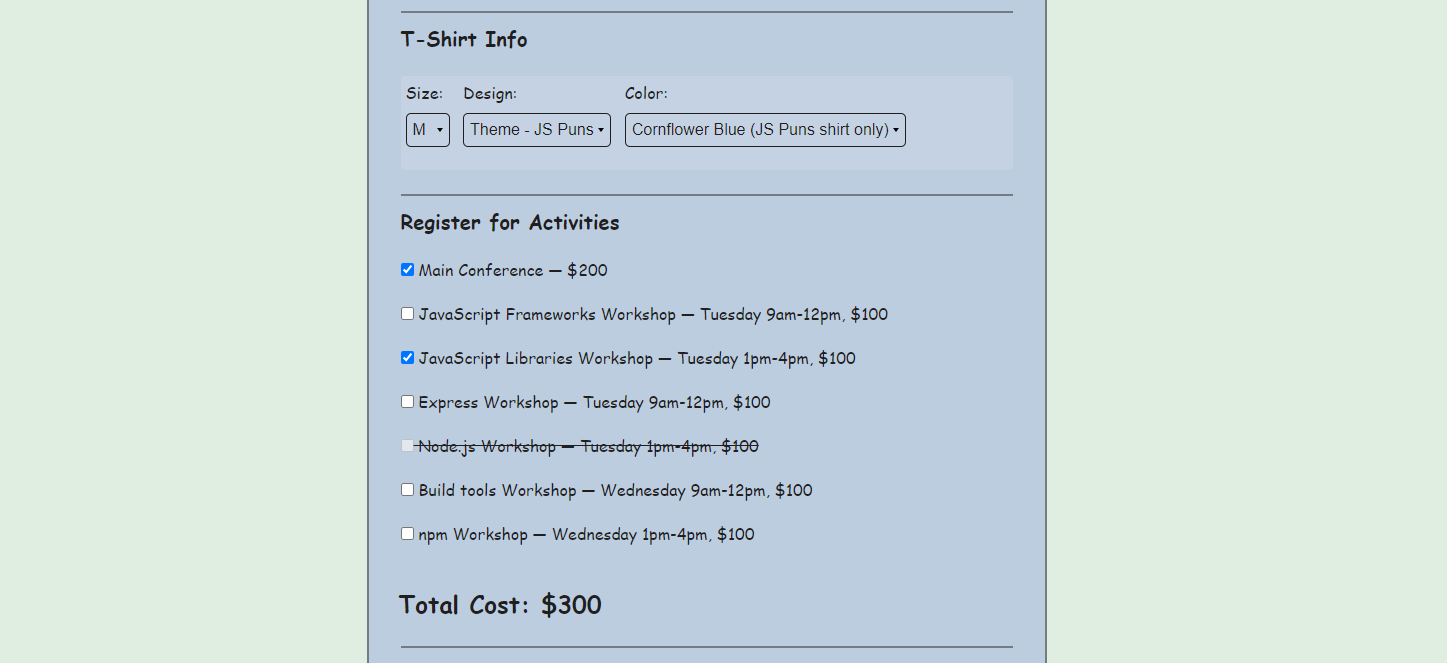 T-Shirt Info
Size: Design: Color:
M Theme - JS Puns Cornflower Blue (JS Puns shirt only)
Register for Activities
Main Conference — $200
JavaScript Frameworks Workshop — Tuesday 9am-12pm, $100
JavaScript Libraries Workshop — Tuesday 1pm-4pm, $100
Express Workshop — Tuesday 9am-12pm, $100
Node.js Workshop — Tuesday 1pm-4pm, $100
Build tools Workshop — Wednesday 9am-12pm, $100
npm Workshop — Wednesday 1pm-4pm, $100
Total Cost: $300